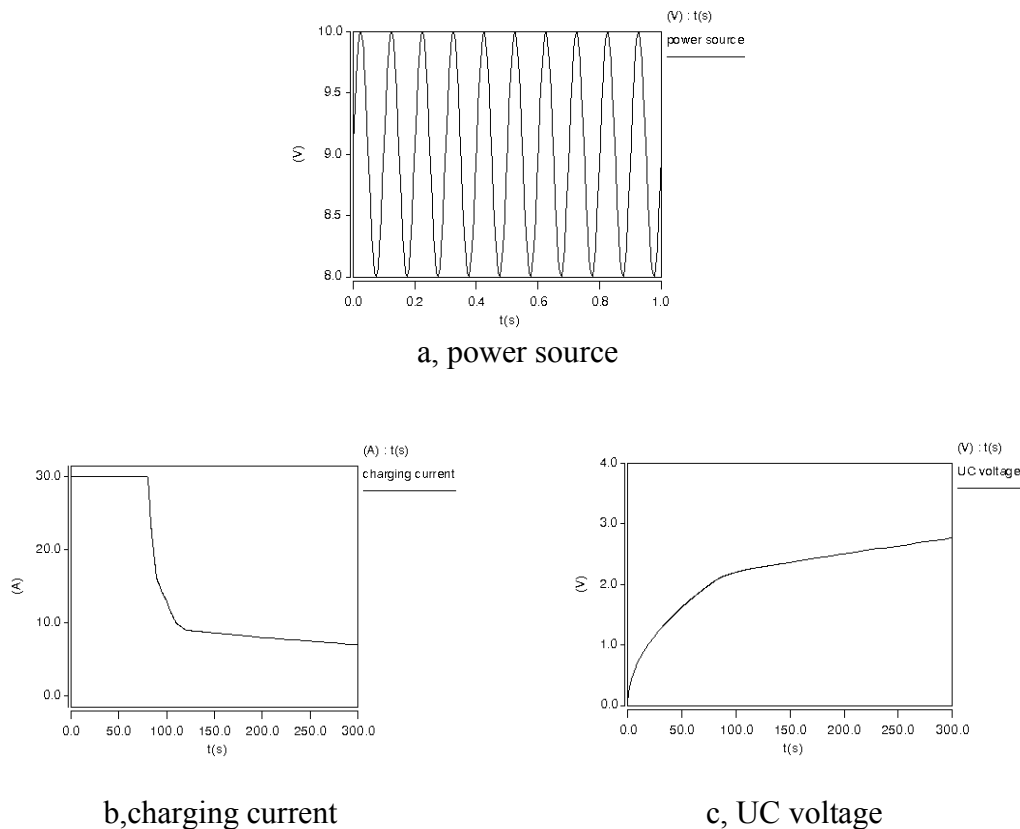 (V) : t(s)
power source
10.0
9.5
9.0
8.5
8.0
(V)
0.0 0.2 0.4 0.6 0.8 1.0
t(s)
a, power source
(A) : t(s)
charging current
30.0
20.0
10.0
0.0
(A)
0.0 50.0 100.0 150.0 200.0 250.0 300.0
t(s)
b,charging current
(V) : t(s)
UC voltage
4.0
3.0
2.0
1.0
0.0
(V)
0.0 50.0 100.0 150.0 200.0 250.0 300.0
t(s)
c, UC voltage